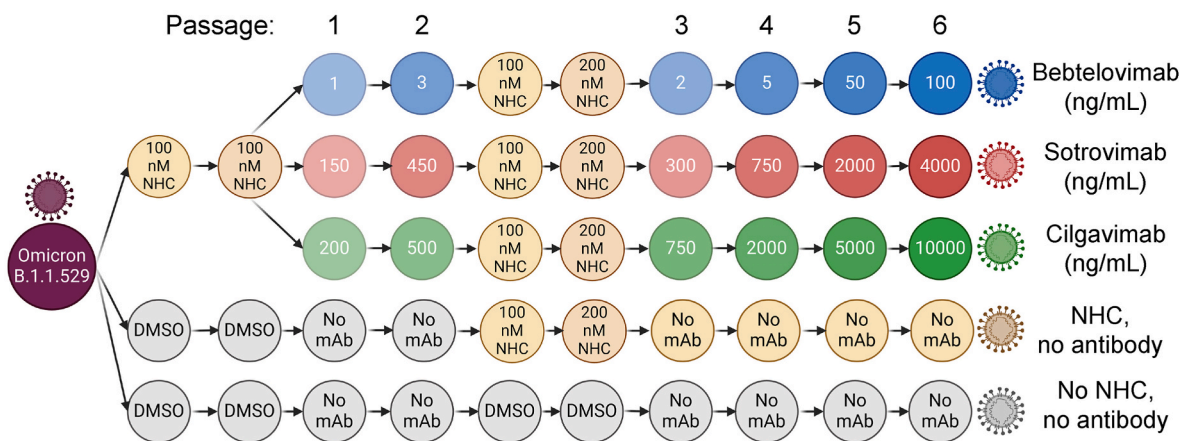 Passage: 1 2 3 4 5 6
1 3 100 nM NHC 200 nM NHC 2 5 50 100 Bebtelovimab (ng/mL)
100 nM NHC 100 nM NHC 150 450 100 nM NHC 200 nM NHC 300 750 2000 4000 Sotrovimab (ng/mL)
Omicron B.1.1.529
200 500 100 nM NHC 200 nM NHC 750 2000 5000 10000 Cilgavimab (ng/mL)
DMSO DMSO No mAb No mAb 100 nM NHC 200 nM NHC No mAb No mAb No mAb No mAb NHC, no antibody
DMSO DMSO No mAb No mAb DMSO DMSO No mAb No mAb No mAb No mAb No NHC, no antibody